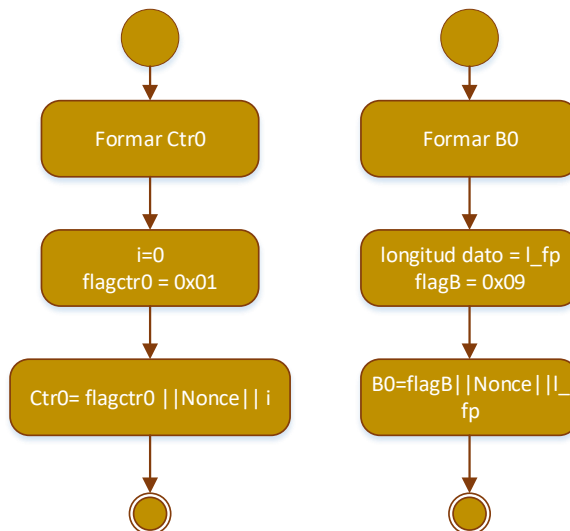 Formar Ctr0
i=0
flagctr0 = 0x01
Ctr0= flagctr0 ||Nonce|| i
Formar B0
longitud dato = l_fp
flagB = 0x09
B0=flagB||Nonce||l_
fp